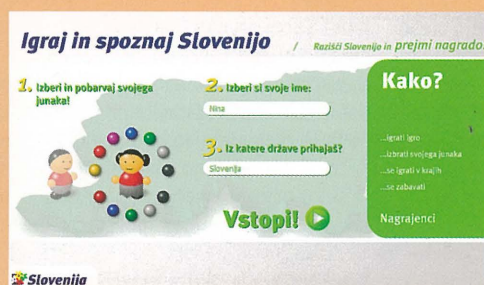 Igraj in spoznaj Slovenijo / Razišči Slovenijo in prejmi nagrado!
1. Izberi in pobarvaj svojega
junaka!
2. Izberi si svoje ime:
Nina
3. Iz katere države prihajaš?
Slovenija
Vstopi!
Kako?
...igrati igro
...izbrati svojega junaka
...se igrati v krajih
...se zabavati
Nagrajenci
Slovenija